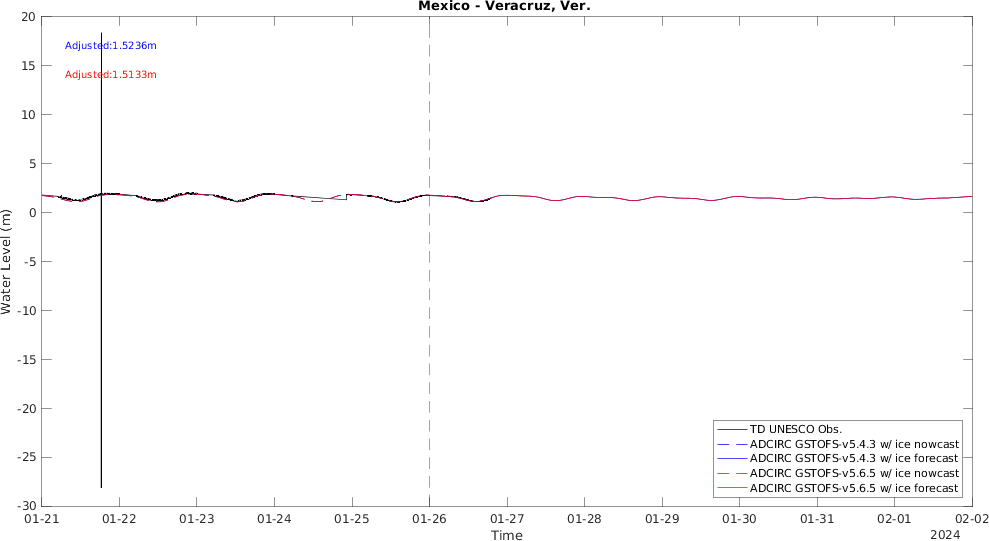 Mexico - Veracruz, Ver.
20
15
10
5
0
-5
-10
-15
-20
-25
-30
Water Level (m)
Adjusted:1.5236m
Adjusted:1.5133m
TD UNESCO Obs.
ADCIRC GSTOFS-v5.4.3 w/ ice nowcast
ADCIRC GSTOFS-v5.4.3 w/ ice forecast
ADCIRC GSTOFS-v5.6.5 w/ ice nowcast
ADCIRC GSTOFS-v5.6.5 w/ ice forecast
01-21 01-22 01-23 01-24 01-25 01-26 01-27 01-28 01-29 01-30 01-31 02-01 02-02
Time
2024